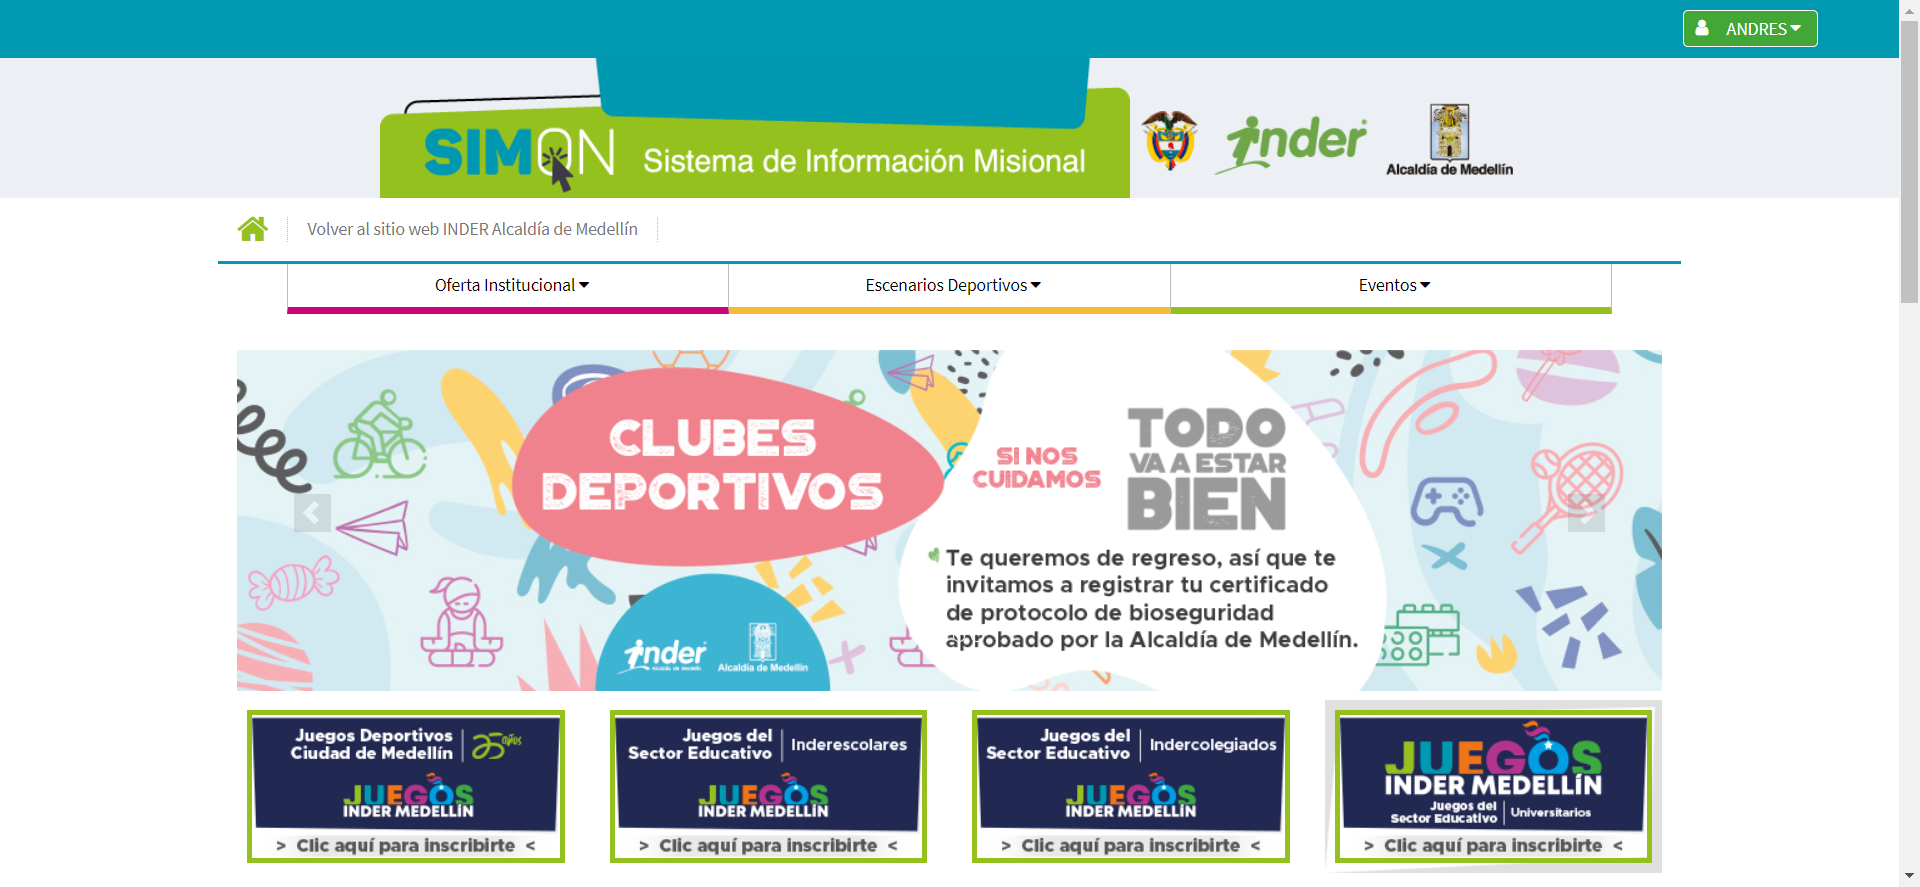 ANDRES
SIMON Sistema de Información Misional
inder
Alcaldía de Medellín
Volver al sitio web INDER Alcaldía de Medellín
Oferta Institucional
Escenarios Deportivos
Eventos
CLUBES
DEPORTIVOS
SI NOS
CUIDAMOS
TODO
VA A ESTAR
BIEN
Te queremos de regreso, así que te
invitamos a registrar tu certificado
de protocolo de bioseguridad
aprobado por la Alcaldía de Medellín.
inder
Alcaldía de Medellín
Alcaldía de Medellín
Juegos Deportivos
Ciudad de Medellín
25 años
JUEGOS
INDER MEDELLÍN
> Clic aquí para inscribirte <
Juegos del
Sector Educativo
Inderescolares
JUEGOS
INDER MEDELLÍN
> Clic aquí para inscribirte <
Juegos del
Sector Educativo
Indercolegiados
JUEGOS
INDER MEDELLÍN
> Clic aquí para inscribirte <
JUEGOS
INDER MEDELLÍN
Juegos del
Sector Educativo
Universitarios
> Clic aquí para inscribirte <